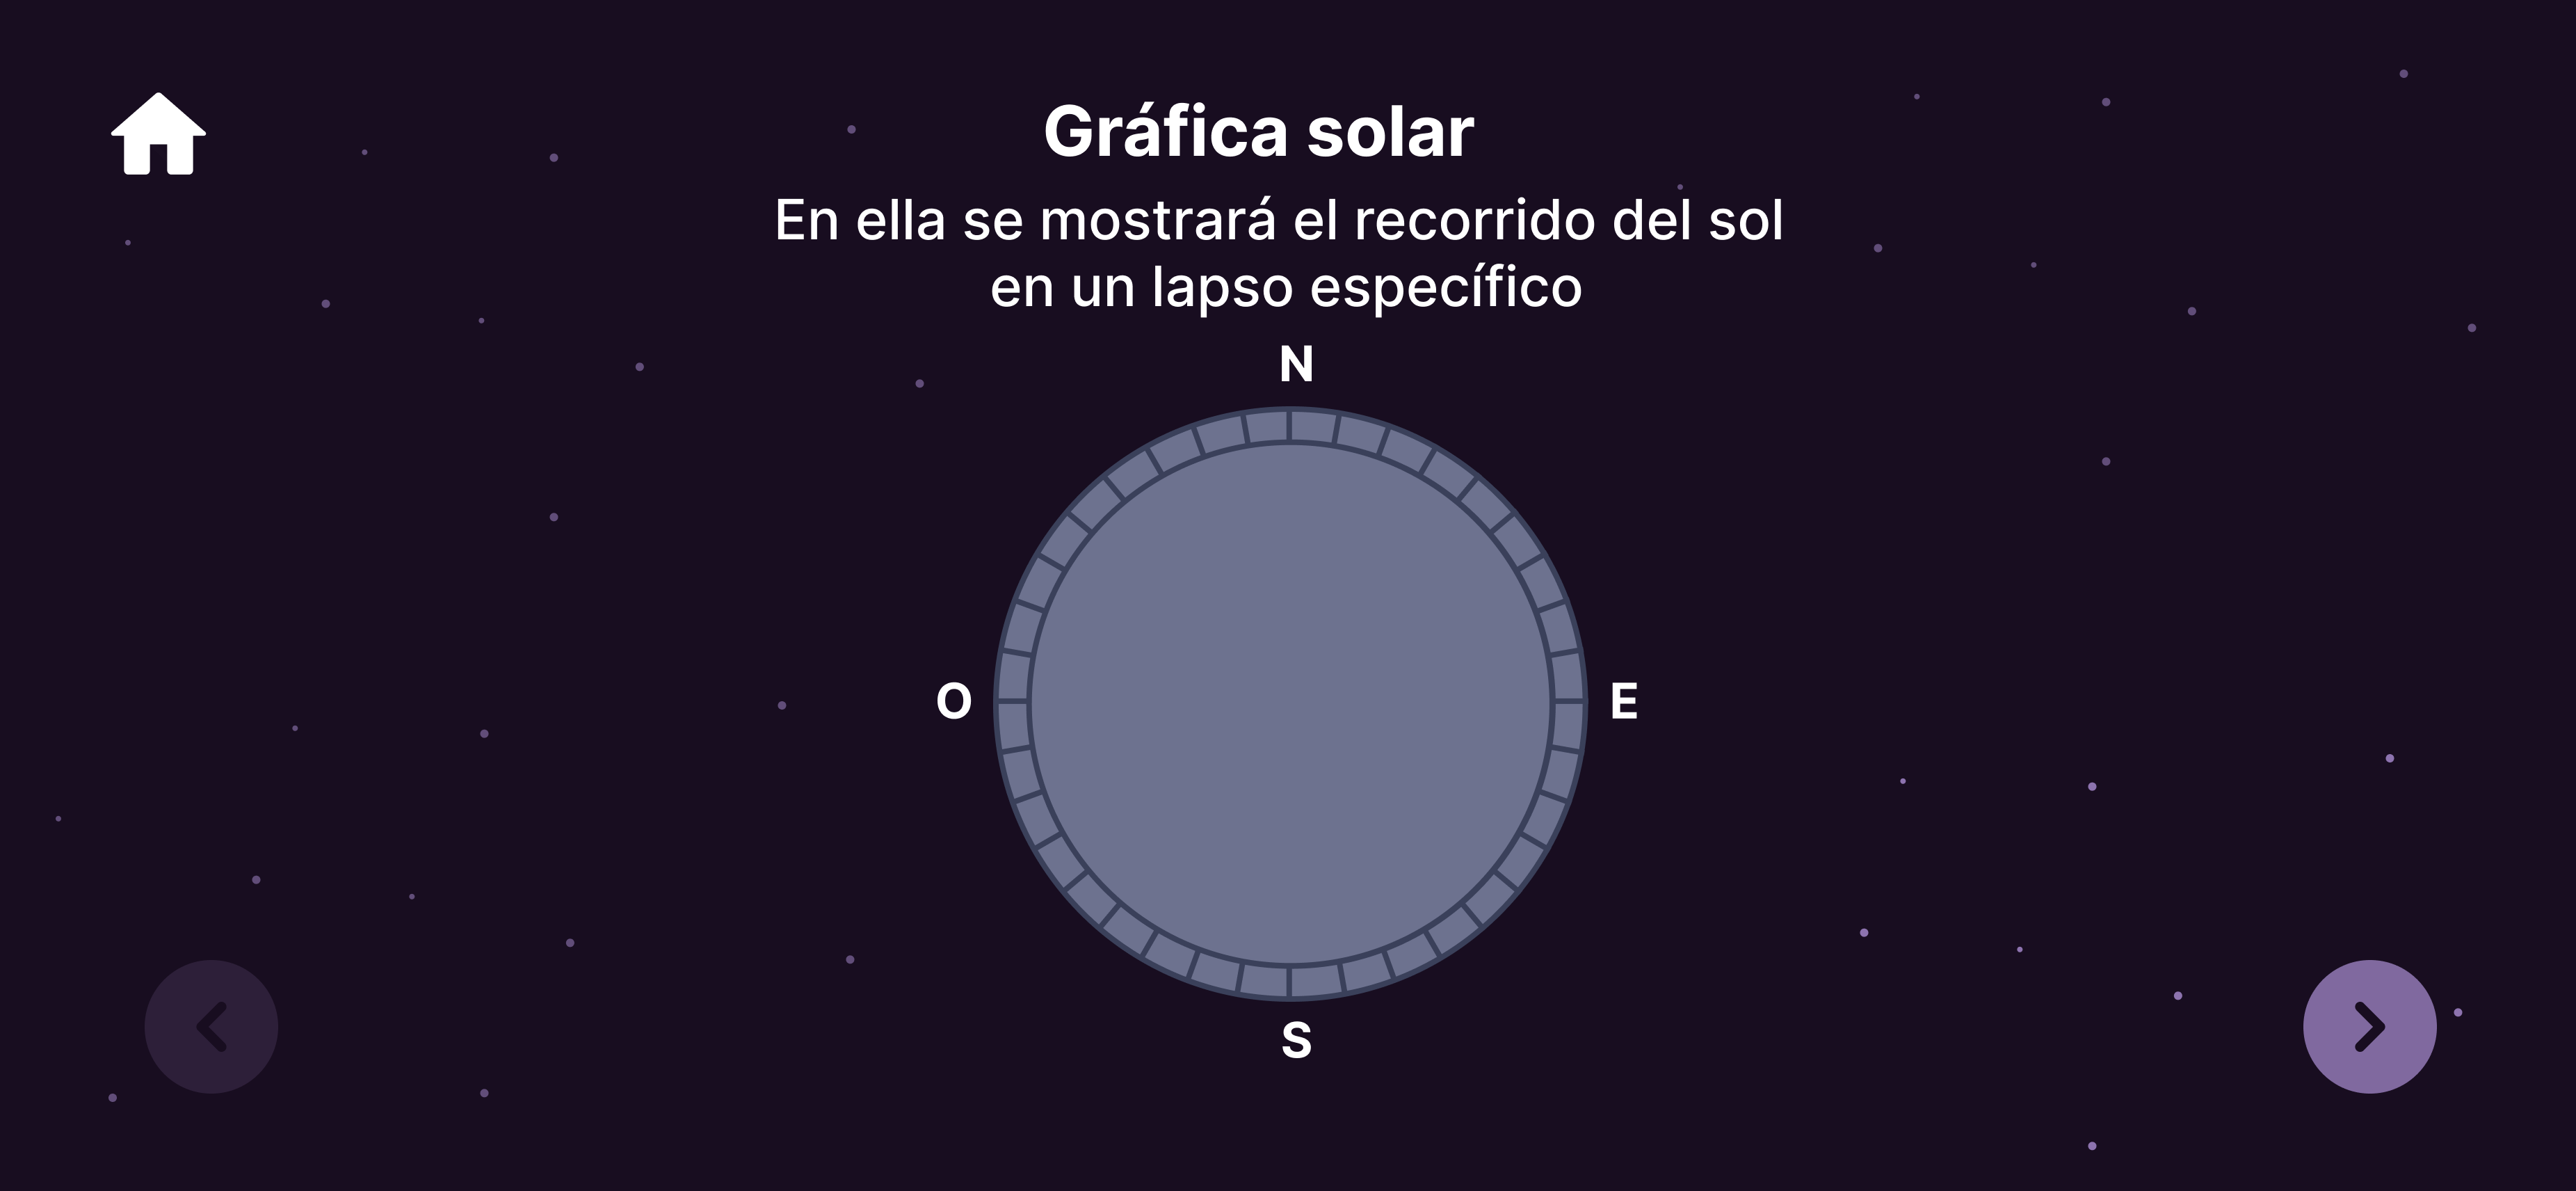 Gráfica solar
En ella se mostrará el recorrido del sol
en un lapso específico
N
O
E
S